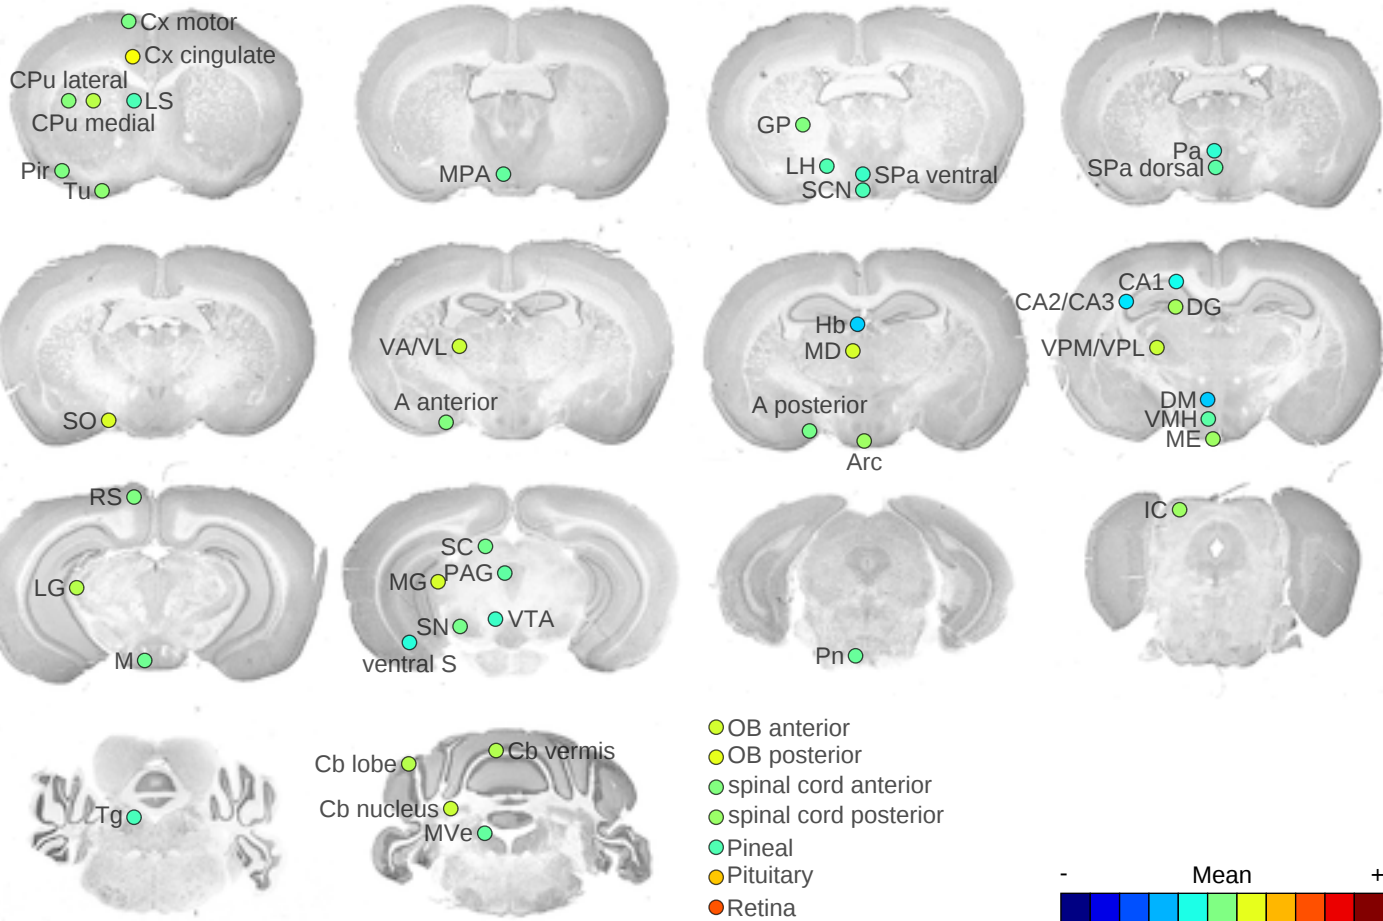 Cx motor
Cx cingulate
CPu lateral
LS
CPu medial
Pir
Tu
MPA
GP
LH
SPa ventral
SCN
Pa
SPa dorsal
SO
VA/VL
A anterior
Hb
MD
A posterior
Arc
CA1
CA2/CA3
DG
VPM/VPL
DM
VMH
ME
RS
LG
M
SC
MG
PAG
SN
VTA
ventral S
Pn
IC
Tg
Cb lobe
Cb vermis
Cb nucleus
MVe
OB anterior
OB posterior
spinal cord anterior
spinal cord posterior
Pineal
Pituitary
Retina
- Mean +